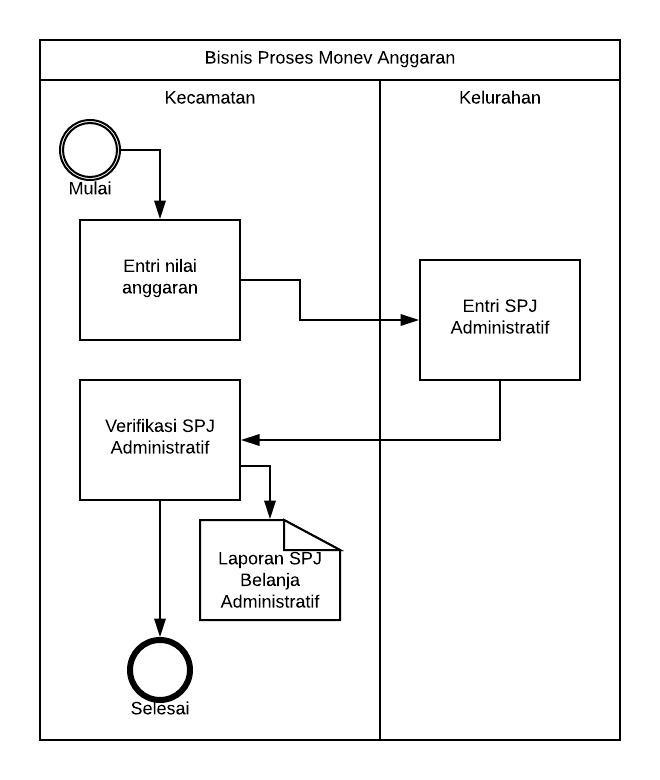 Bisnis Proses Monev Anggaran
Kecamatan
Kelurahan
Mulai
Entri nilai
anggaran
Entri SPJ
Administratif
Verifikasi SPJ
Administratif
Laporan SPJ
Belanja
Administratif
Selesai